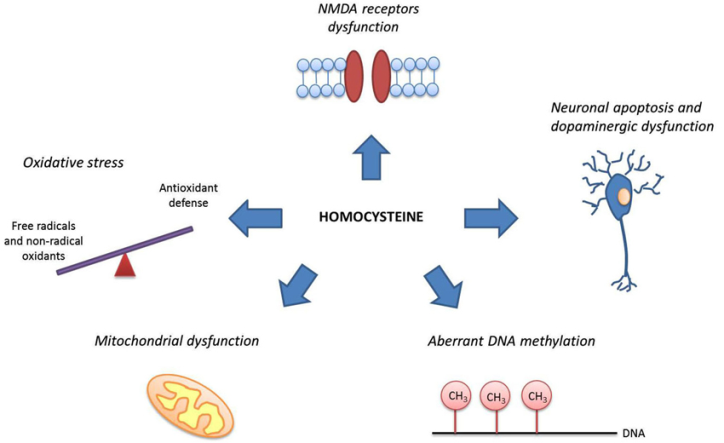 NMDA receptors
dysfunction
Neuronal apoptosis and
dopaminergic dysfunction
Oxidative stress
Antioxidant
defense
Free radicals
and non-radical
oxidants
HOMOCYSTEINE
Mitochondrial dysfunction
Aberrant DNA methylation
CH3 CH3 CH3
DNA